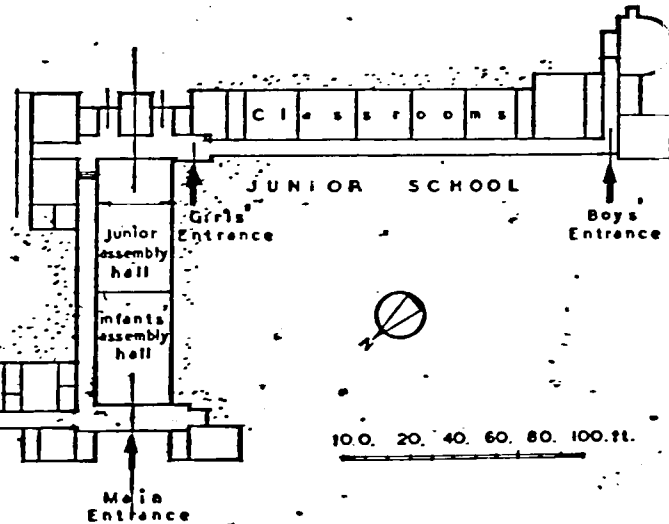 Classrooms
JUNIOR SCHOOL
Girls'
Entrance
Boys'
Entrance
Junior
assembly
hall
Infants'
assembly
hall
N
10.0. 20. 40. 60. 80. 100.ft.
Main
Entrance